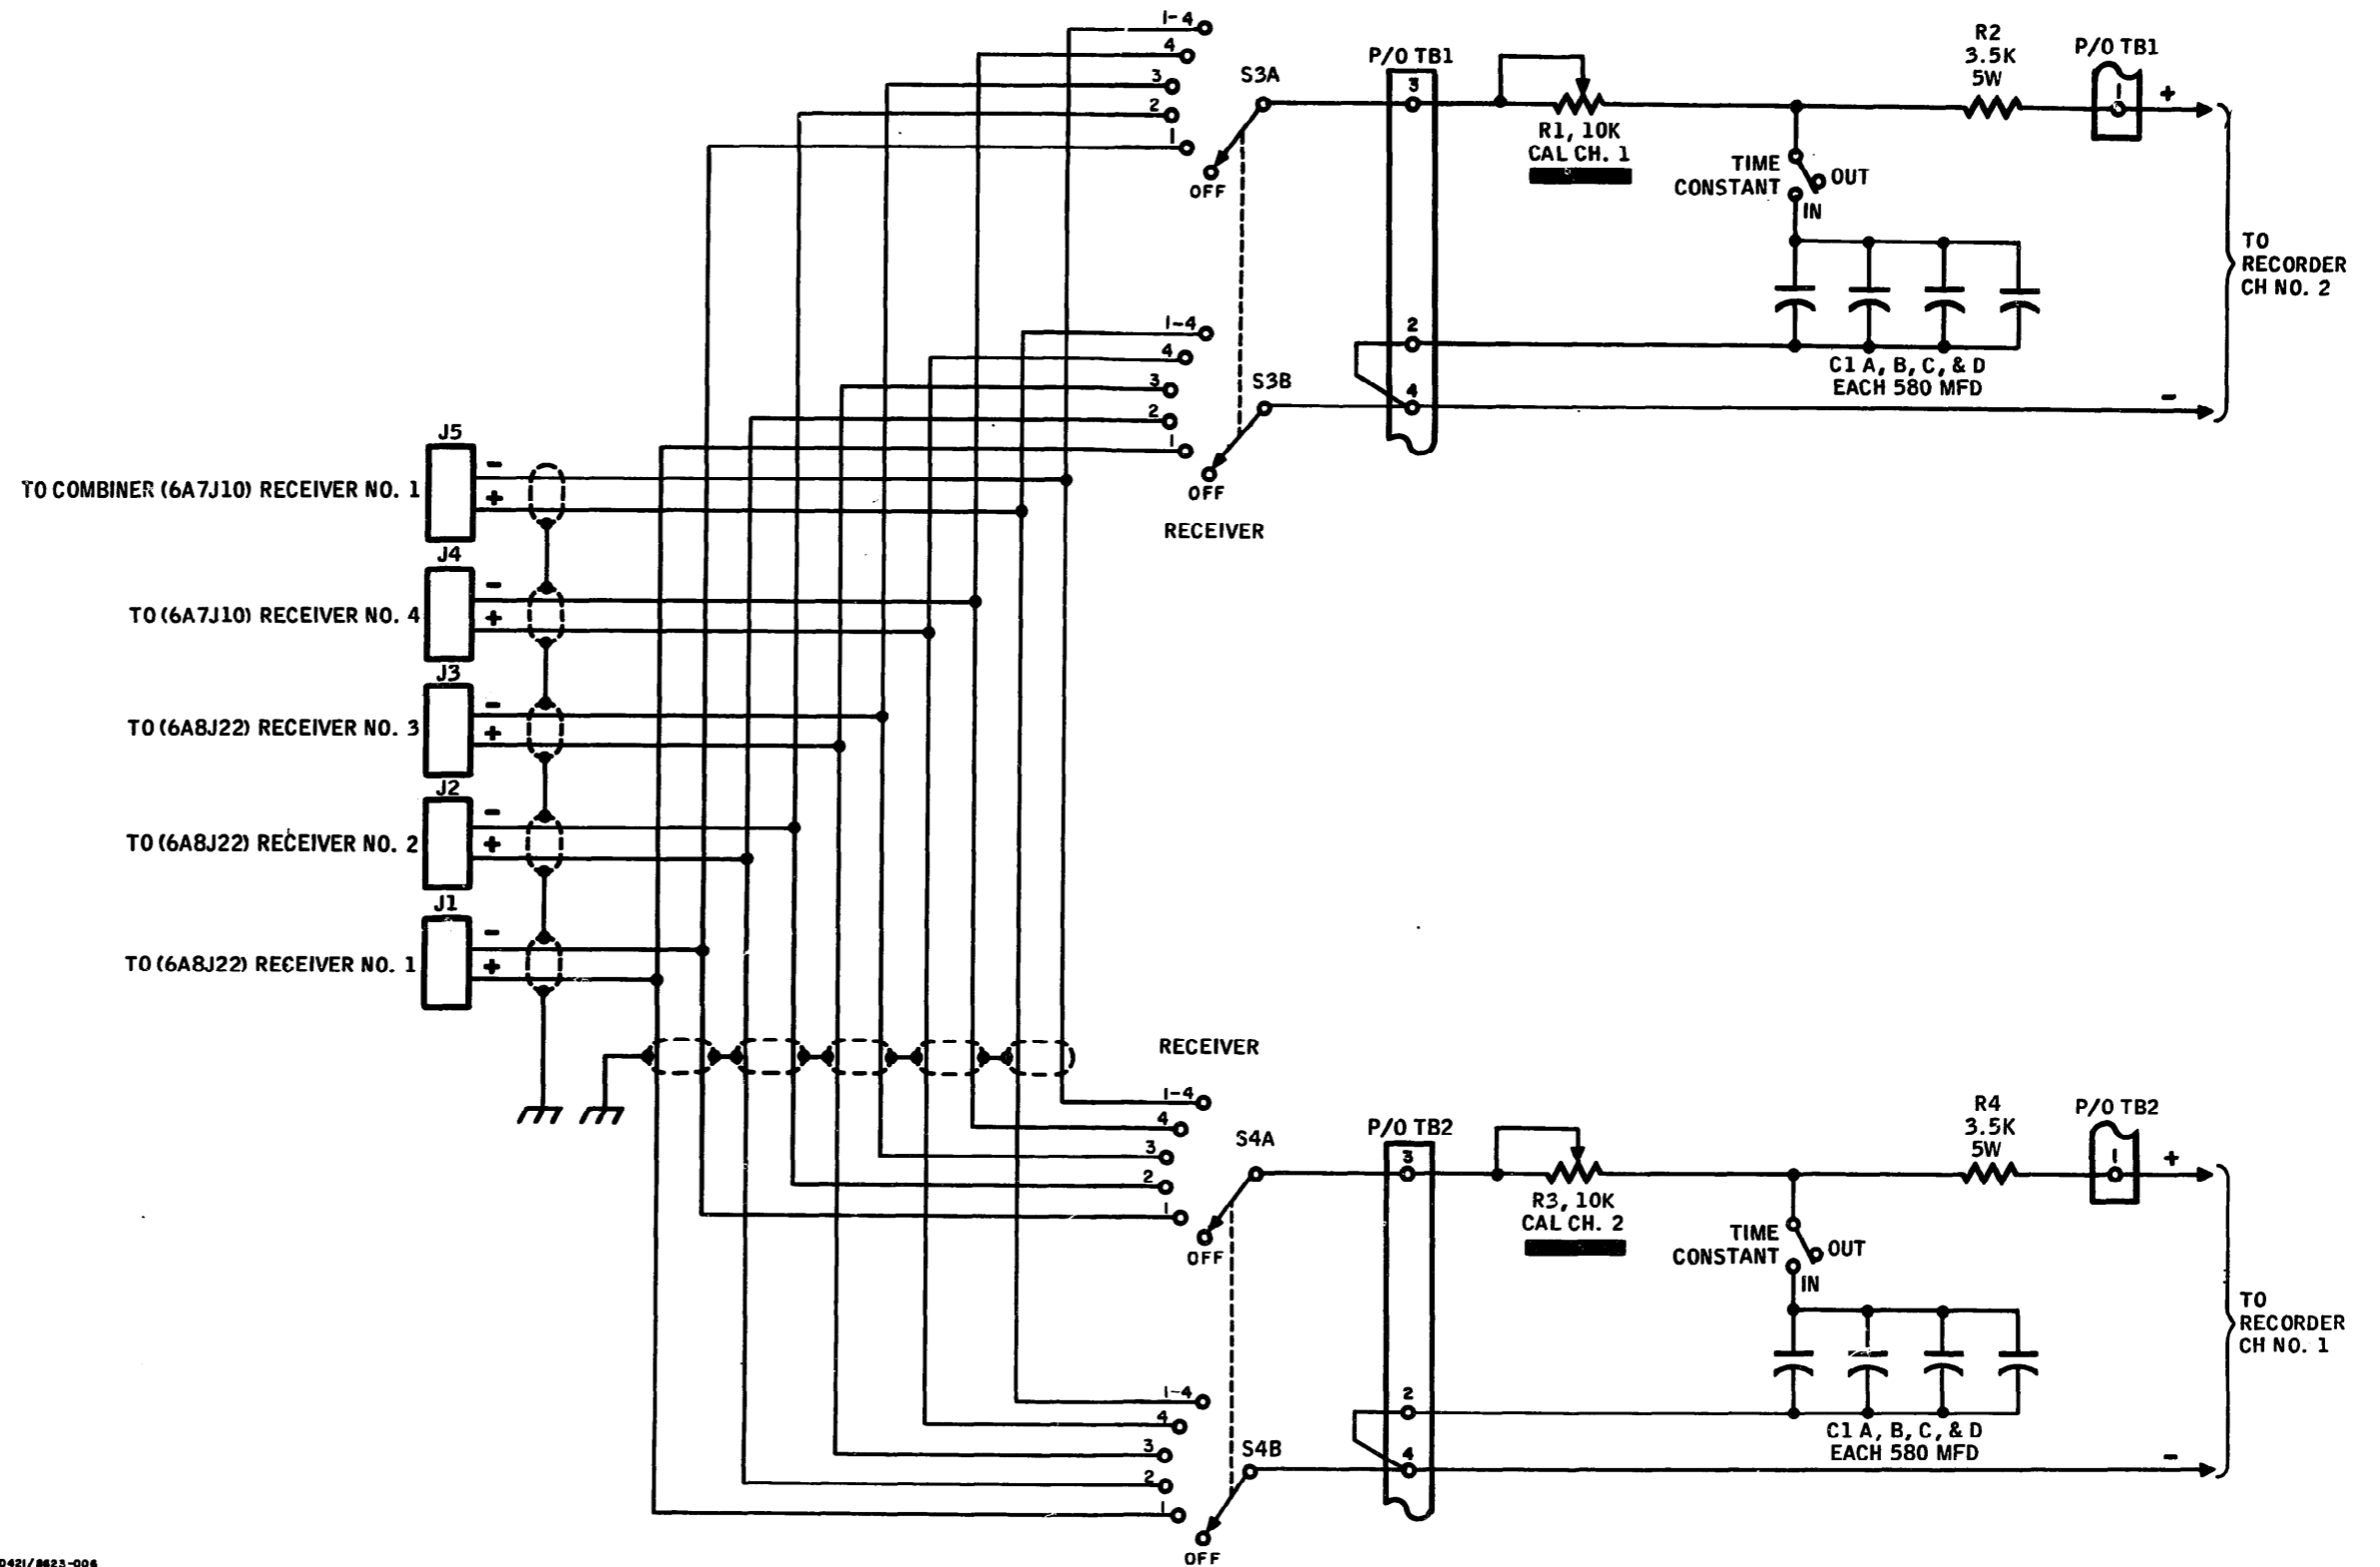 1-4
4
3
2
1
OFF
S3A
P/O TB1
3
R1, 10K
CAL CH. 1
R2
3.5K
5W
P/O TB1
1
+
TIME
CONSTANT
OUT
IN
TO
RECORDER
CH NO. 2
1-4
4
3
2
1
OFF
S3B
2
4
C1 A, B, C, & D
EACH 580 MFD
-
RECEIVER
J5
-
+
TO COMBINER (6A7J10) RECEIVER NO. 1
J4
-
+
TO (6A7J10) RECEIVER NO. 4
J3
-
+
TO (6A8J22) RECEIVER NO. 3
J2
-
+
TO (6A8J22) RECEIVER NO. 2
J1
-
+
TO (6A8J22) RECEIVER NO. 1
RECEIVER
1-4
4
3
2
1
OFF
S4A
P/O TB2
3
R3, 10K
CAL CH. 2
R4
3.5K
5W
P/O TB2
1
+
TIME
CONSTANT
OUT
IN
TO
RECORDER
CH NO. 1
1-4
4
3
2
1
OFF
S4B
2
4
C1 A, B, C, & D
EACH 580 MFD
-
0421/8623-006